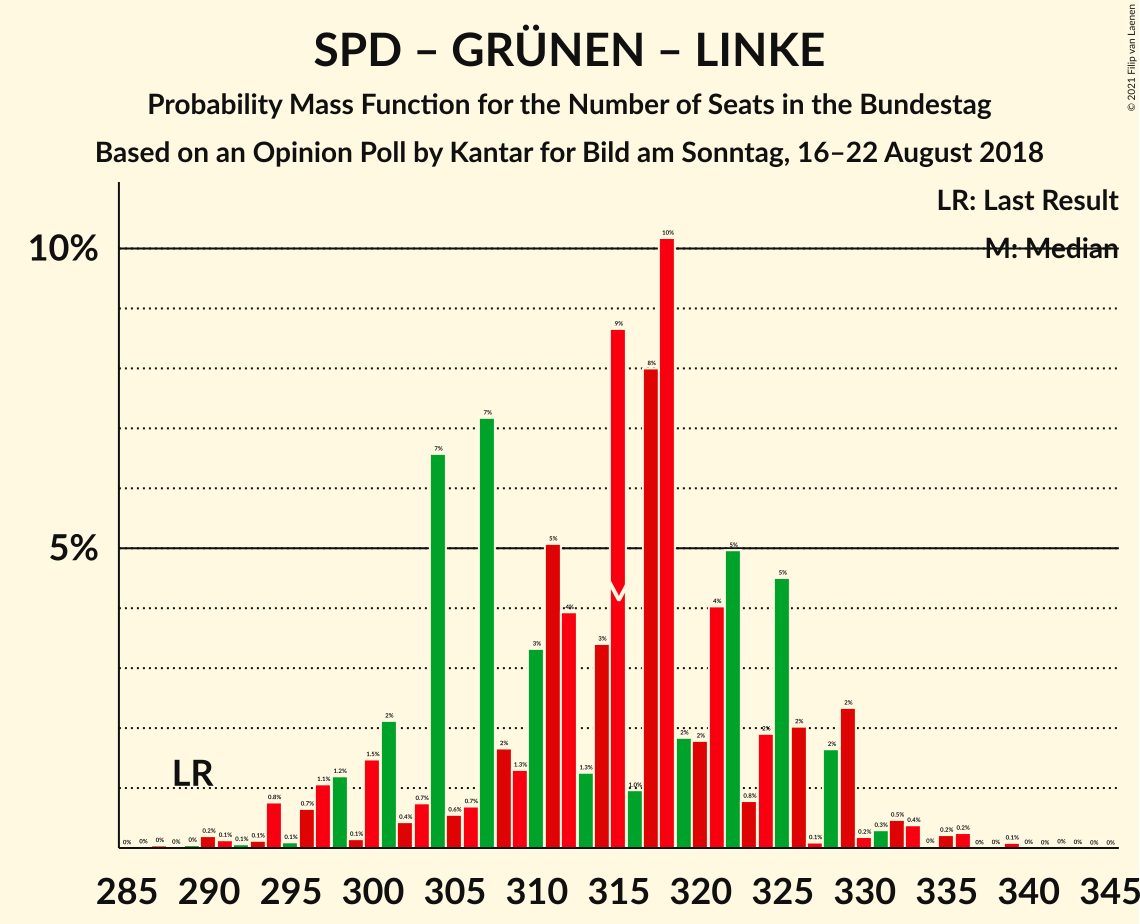 SPD – GRÜNEN – LINKE
Probability Mass Function for the Number of Seats in the Bundestag
Based on an Opinion Poll by Kantar for Bild am Sonntag, 16–22 August 2018
© 2021 Filip van Laenen
LR: Last Result
M: Median
10%
5%
LR
M
0% 0% 0% 0% 0% 0.2% 0.1% 0.1% 0.1% 0.8% 0.1% 0.7% 1.1% 1.2% 0.1% 1.5% 2% 0.4% 0.7% 7% 0.6% 0.7% 7% 2% 1.3% 3% 5% 4% 1.3% 3% 9% 1.0% 8% 10% 2% 2% 4% 5% 0.8% 2% 5% 2% 0.1% 2% 2% 0.2% 0.3% 0.5% 0.4% 0% 0.2% 0.2% 0% 0% 0.1% 0% 0% 0% 0% 0% 0%
285 290 295 300 305 310 315 320 325 330 335 340 345